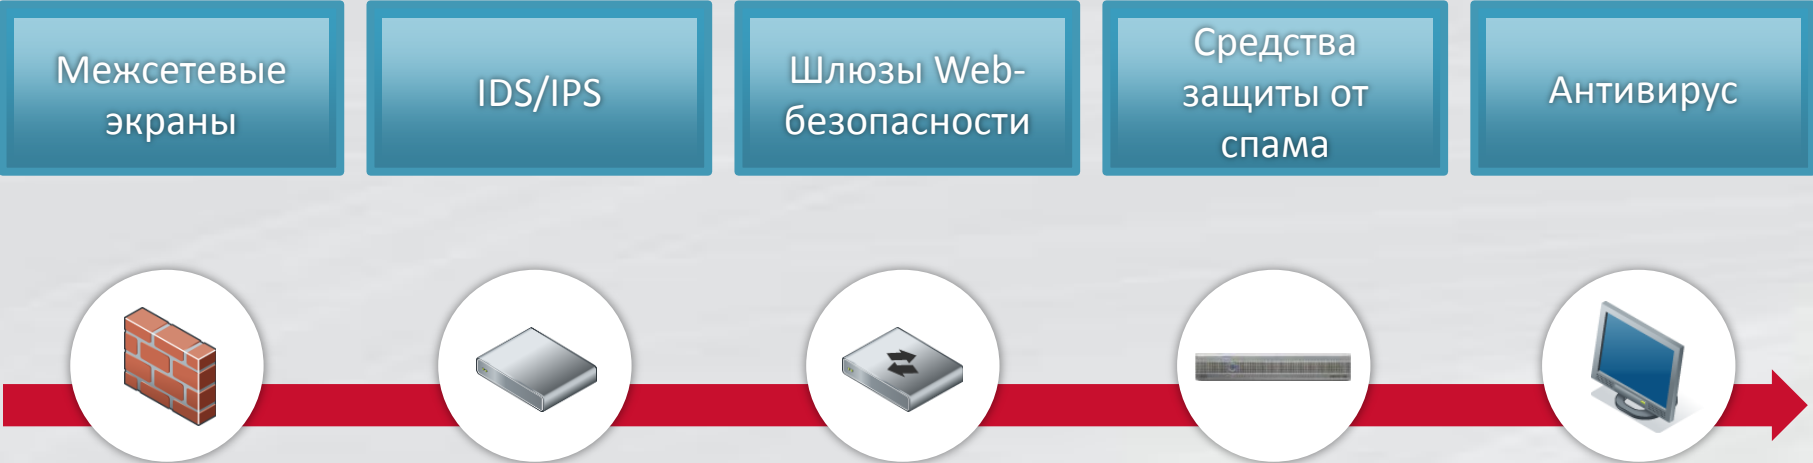 Межсетевые
экраны
IDS/IPS
Шлюзы Web-
безопасности
Средства
защиты от
спама
Антивирус